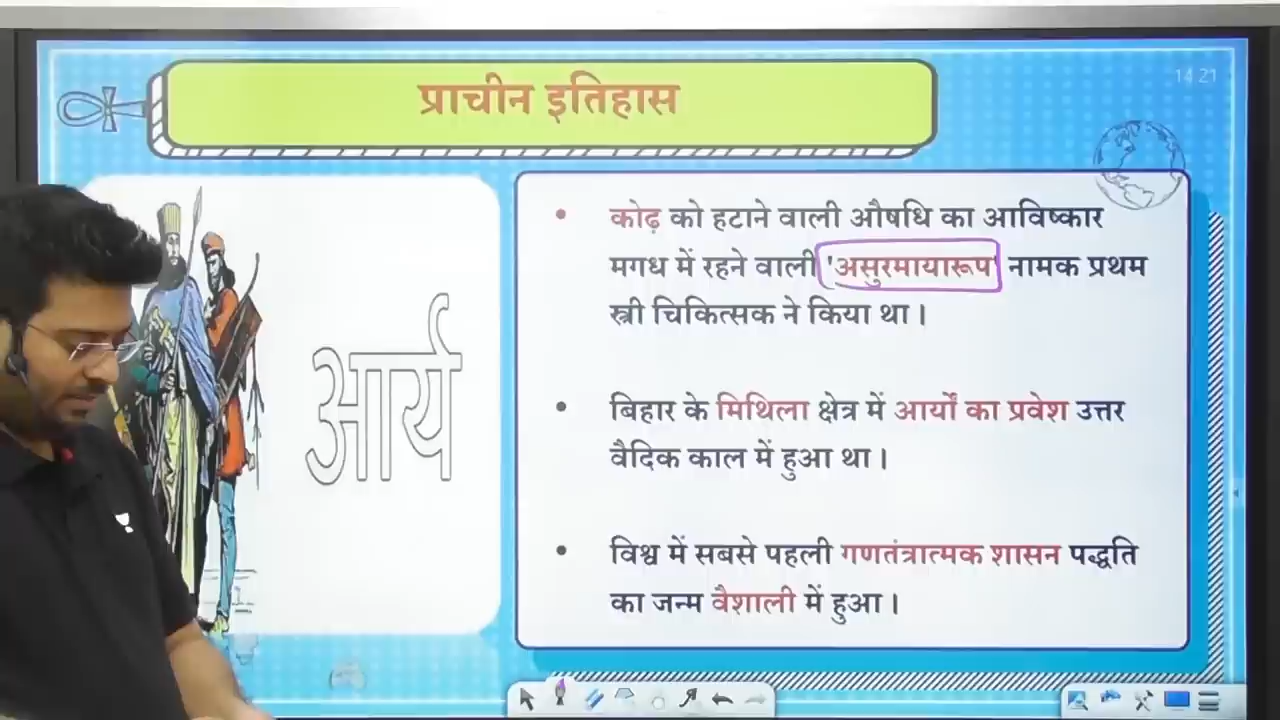 प्राचीन इतिहास
14 21
आर्य
• कोढ़ को हटाने वाली औषधि का आविष्कार
मगध में रहने वाली 'असुरमायारूप' नामक प्रथम
स्त्री चिकित्सक ने किया था।
• बिहार के मिथिला क्षेत्र में आर्यों का प्रवेश उत्तर
वैदिक काल में हुआ था।
• विश्व में सबसे पहली गणतंत्रात्मक शासन पद्धति
का जन्म वैशाली में हुआ।